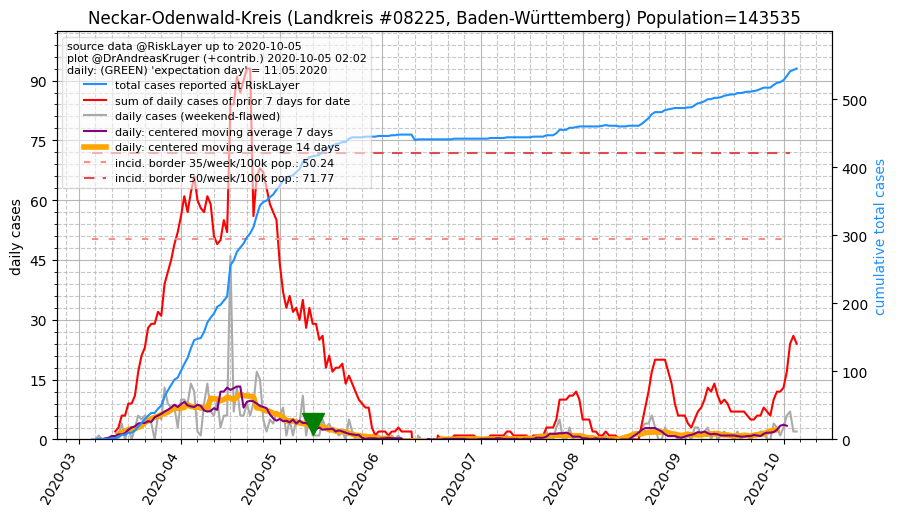 Neckar-Odenwald-Kreis (Landkreis #08225, Baden-Württemberg) Population=143535
source data @RiskLayer up to 2020-10-05
plot @DrAndreasKruger (+contrib.) 2020-10-05 02:02
daily: (GREEN) 'expectation day' = 11.05.2020
total cases reported at RiskLayer
sum of daily cases of prior 7 days for date
daily cases (weekend-flawed)
daily: centered moving average 7 days
daily: centered moving average 14 days
incid. border 35/week/100k pop.: 50.24
incid. border 50/week/100k pop.: 71.77
daily cases
90
75
60
45
30
15
0
cumulative total cases
500
400
300
200
100
0
2020-03
2020-04
2020-05
2020-06
2020-07
2020-08
2020-09
2020-10